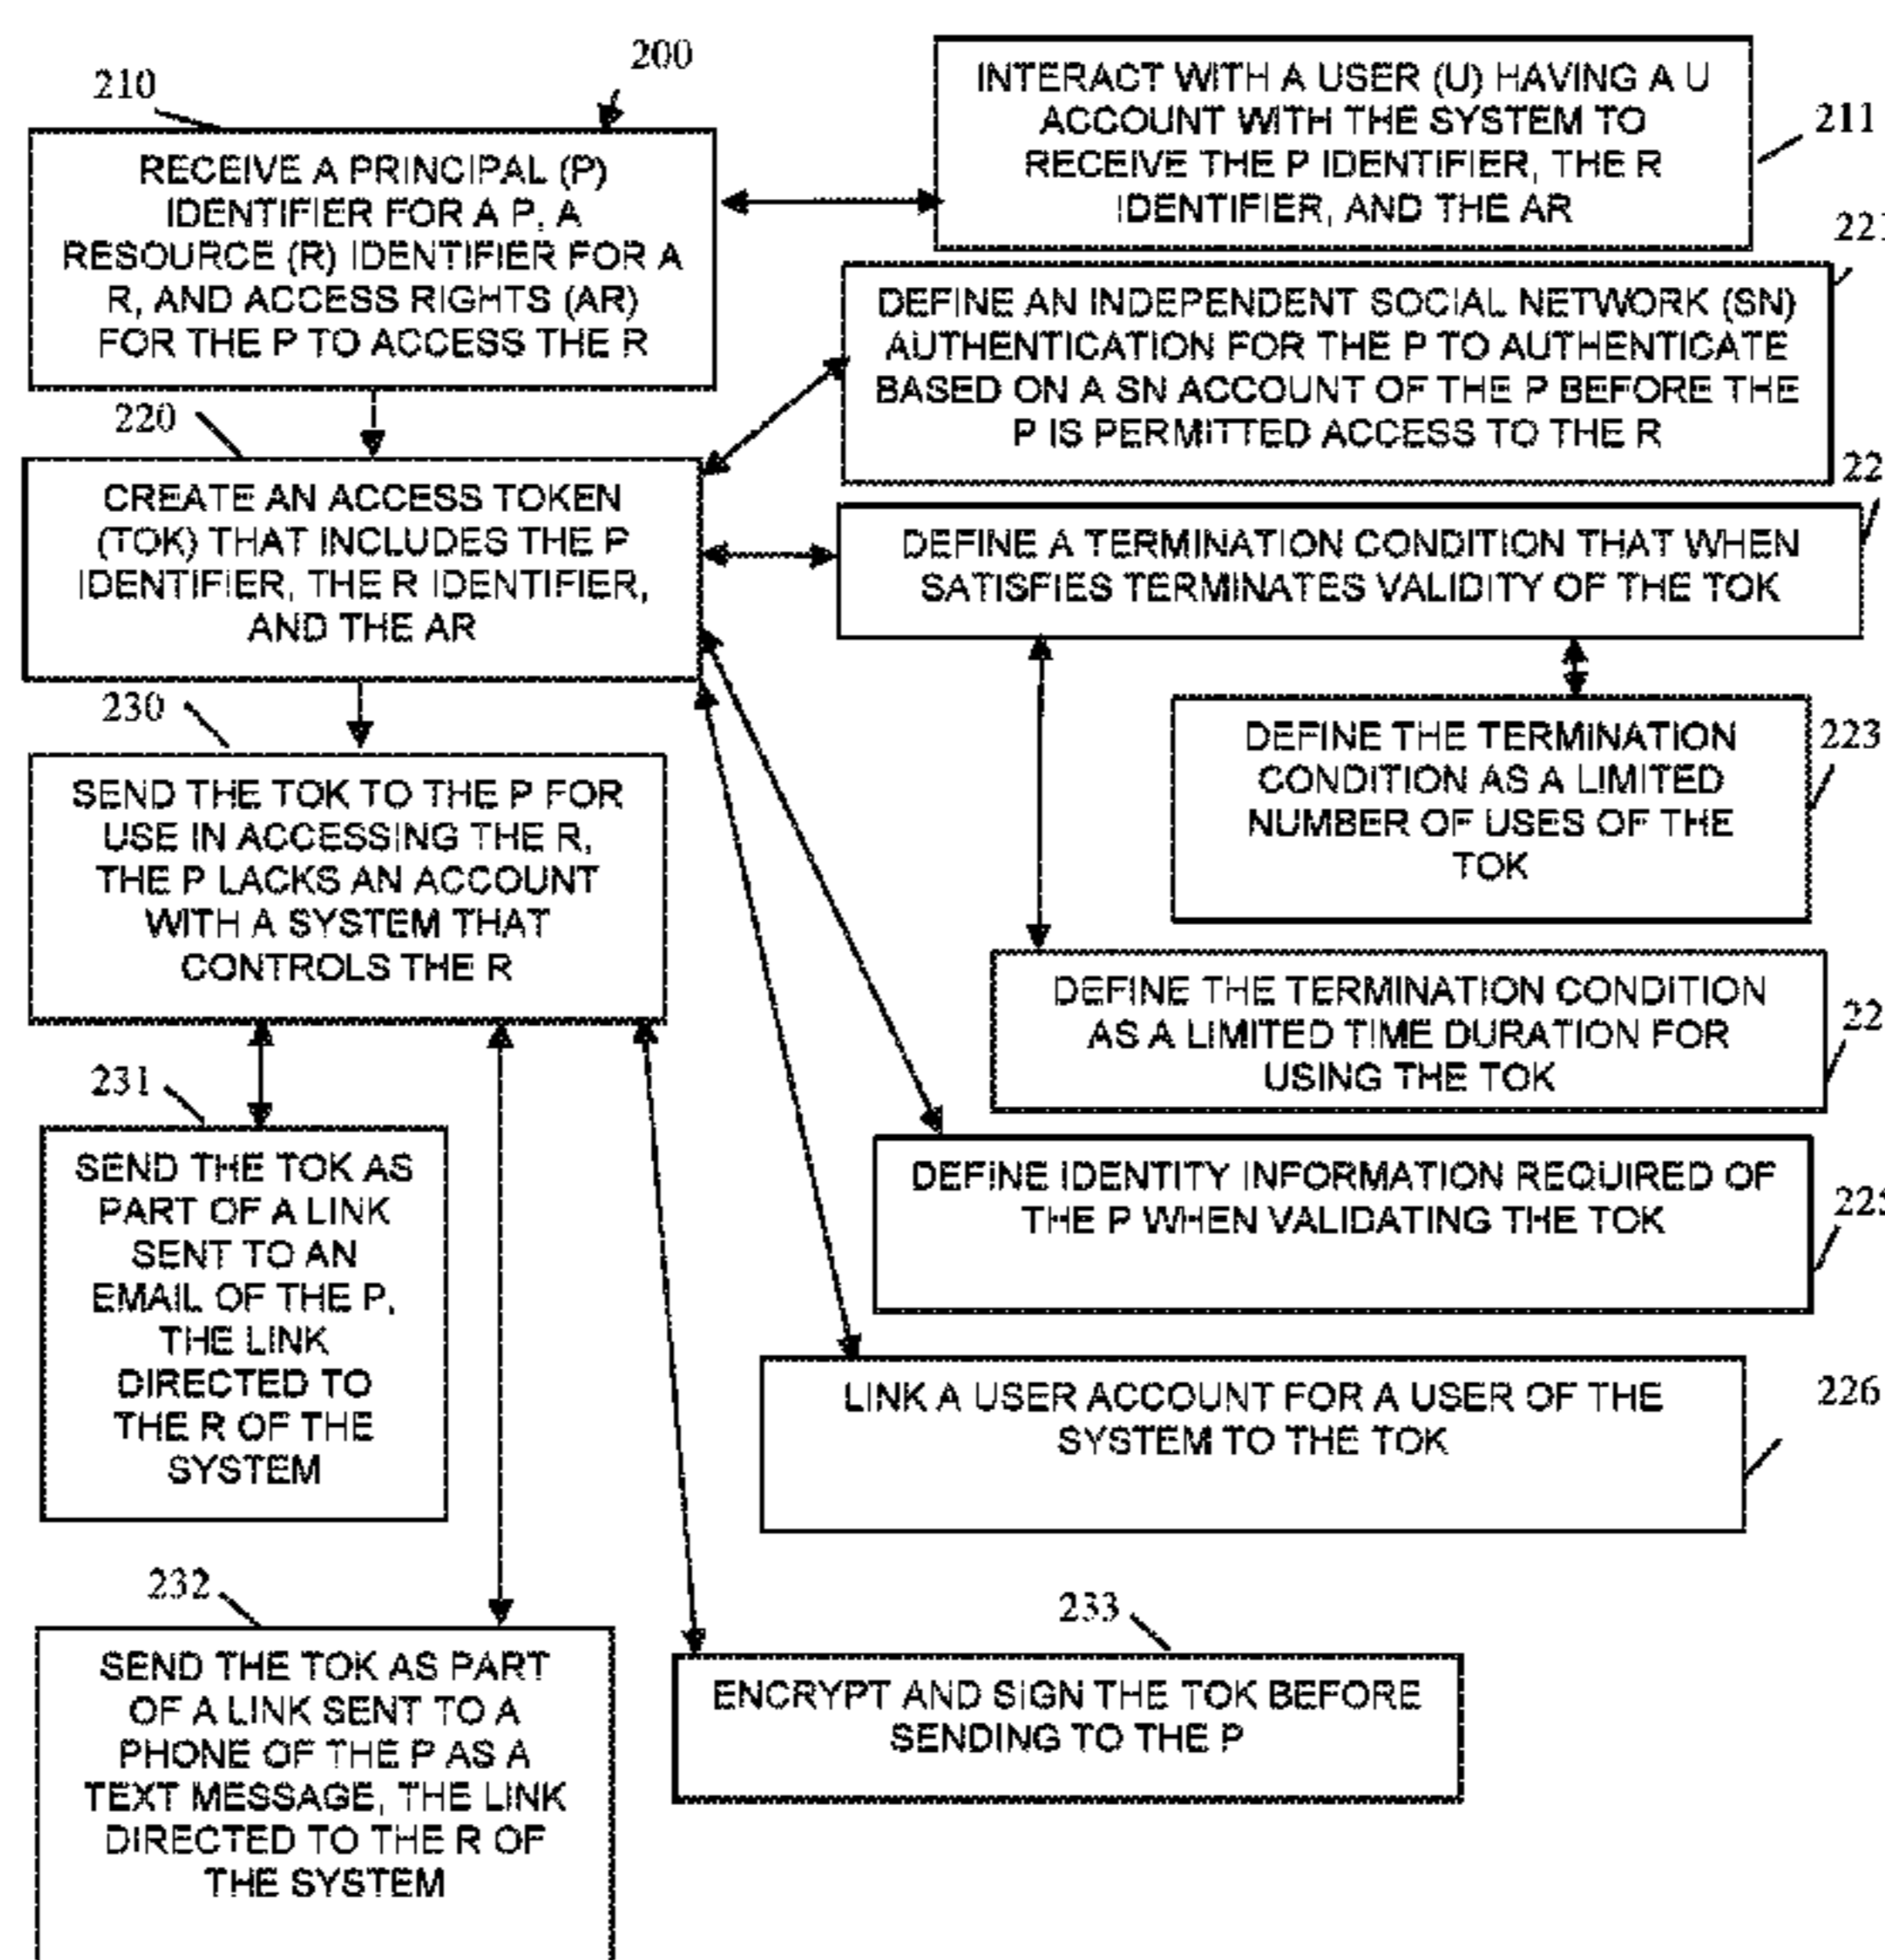 200
210
RECEIVE A PRINCIPAL (P)
IDENTIFIER FOR A P, A
RESOURCE (R) IDENTIFIER FOR A
R, AND ACCESS RIGHTS (AR)
FOR THE P TO ACCESS THE R
INTERACT WITH A USER (U) HAVING A U
ACCOUNT WITH THE SYSTEM TO
RECEIVE THE P IDENTIFIER, THE R
IDENTIFIER, AND THE AR
211
221
DEFINE AN INDEPENDENT SOCIAL NETWORK (SN)
AUTHENTICATION FOR THE P TO AUTHENTICATE
BASED ON A SN ACCOUNT OF THE P BEFORE THE
P IS PERMITTED ACCESS TO THE R
220
CREATE AN ACCESS TOKEN
(TOK) THAT INCLUDES THE P
IDENTIFIER, THE R IDENTIFIER,
AND THE AR
22
DEFINE A TERMINATION CONDITION THAT WHEN
SATISFIES TERMINATES VALIDITY OF THE TOK
230
SEND THE TOK TO THE P FOR
USE IN ACCESSING THE R,
THE P LACKS AN ACCOUNT
WITH A SYSTEM THAT
CONTROLS THE R
DEFINE THE TERMINATION
CONDITION AS A LIMITED
NUMBER OF USES OF THE
TOK
223
DEFINE THE TERMINATION CONDITION
AS A LIMITED TIME DURATION FOR
USING THE TOK
22
231
SEND THE TOK AS
PART OF A LINK
SENT TO AN
EMAIL OF THE P,
THE LINK
DIRECTED TO
THE R OF THE
SYSTEM
DEFINE IDENTITY INFORMATION REQUIRED OF
THE P WHEN VALIDATING THE TOK
225
LINK A USER ACCOUNT FOR A USER OF THE
SYSTEM TO THE TOK
226
232
SEND THE TOK AS PART
OF A LINK SENT TO A
PHONE OF THE P AS A
TEXT MESSAGE, THE LINK
DIRECTED TO THE R OF
THE SYSTEM
233
ENCRYPT AND SIGN THE TOK BEFORE
SENDING TO THE P